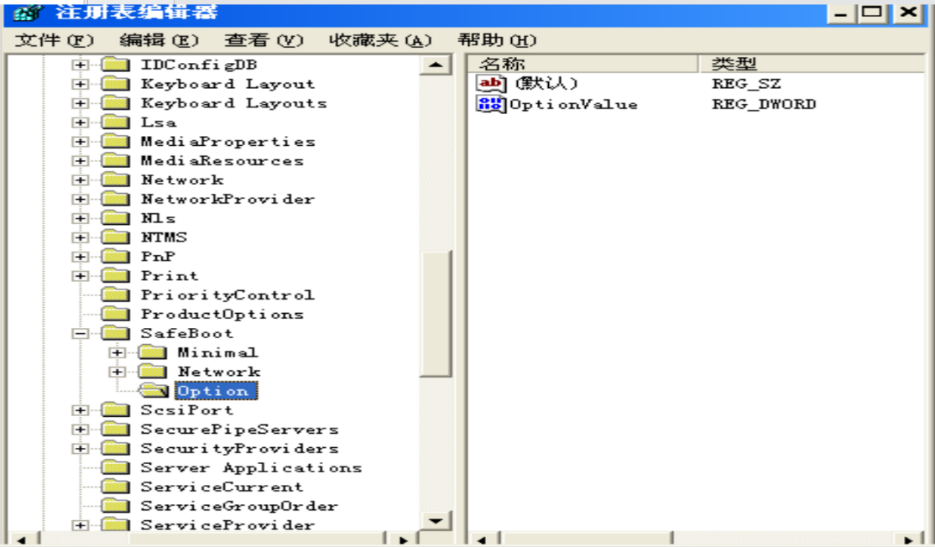 注册表编辑器
文件(F) 编辑(E) 查看(V) 收藏夹(A) 帮助(H)
IDConfigDB
Keyboard Layout
Keyboard Layouts
Lsa
MediaProperties
MediaResources
Network
NetworkProvider
Nls
NTMS
PnP
Print
PriorityControl
ProductOptions
SafeBoot
Minimal
Network
Option
ScsiPort
SecurePipeServers
SecurityProviders
Server Applications
ServiceCurrent
ServiceGroupOrder
ServiceProvider
名称 类型
ab (默认) REG_SZ
OptionValue REG_DWORD